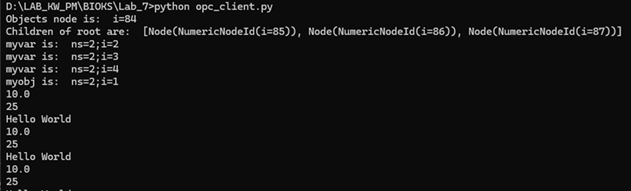 D:\LAB_KW_PM\BIOKS\Lab_7>python opc_client.py
Objects node is:  i=84
Children of root are:  [Node(NumericNodeId(i=85)), Node(NumericNodeId(i=86)), Node(NumericNodeId(i=87))]
myvar is:  ns=2;i=2
myvar is:  ns=2;i=3
myvar is:  ns=2;i=4
myobj is:  ns=2;i=1
10.0
25
Hello World
10.0
25
Hello World
10.0
25